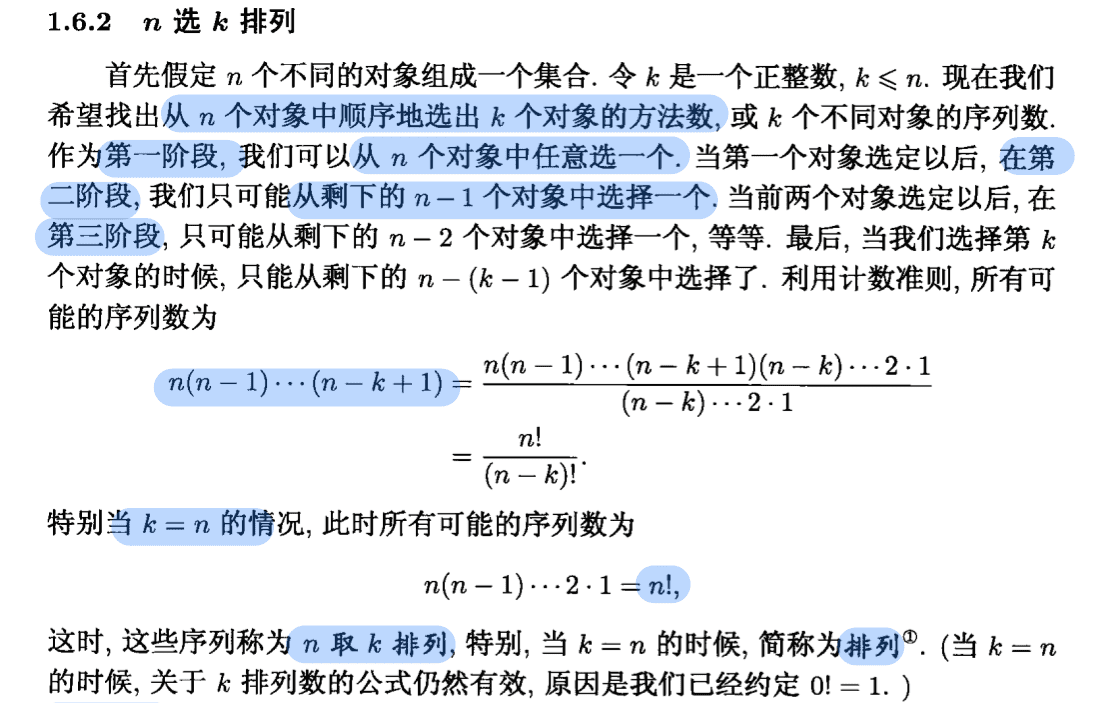 1.6.2 n 选 k 排列
首先假定 n 个不同的对象组成一个集合. 令 k 是一个正整数, k ⩽ n. 现在我们
希望找出从 n 个对象中顺序地选出 k 个对象的方法数, 或 k 个不同对象的序列数.
作为第一阶段, 我们可以从 n 个对象中任意选一个. 当第一个对象选定以后, 在第
二阶段, 我们只可能从剩下的 n − 1 个对象中选择一个. 当前两个对象选定以后, 在
第三阶段, 只可能从剩下的 n − 2 个对象中选择一个, 等等. 最后, 当我们选择第 k
个对象的时候, 只能从剩下的 n − (k − 1) 个对象中选择了. 利用计数准则, 所有可
能的序列数为
n(n − 1) ··· (n − k + 1) = \frac{n(n − 1) ··· (n − k + 1)(n − k) ··· 2 · 1}{(n − k) ··· 2 · 1}
= \frac{n!}{(n − k)!}.
特别当 k = n 的情况, 此时所有可能的序列数为
n(n − 1) ··· 2 · 1 = n!,
这时, 这些序列称为 n 取 k 排列, 特别, 当 k = n 的时候, 简称为排列①. (当 k = n
的时候, 关于 k 排列数的公式仍然有效, 原因是我们已经约定 0! = 1. )